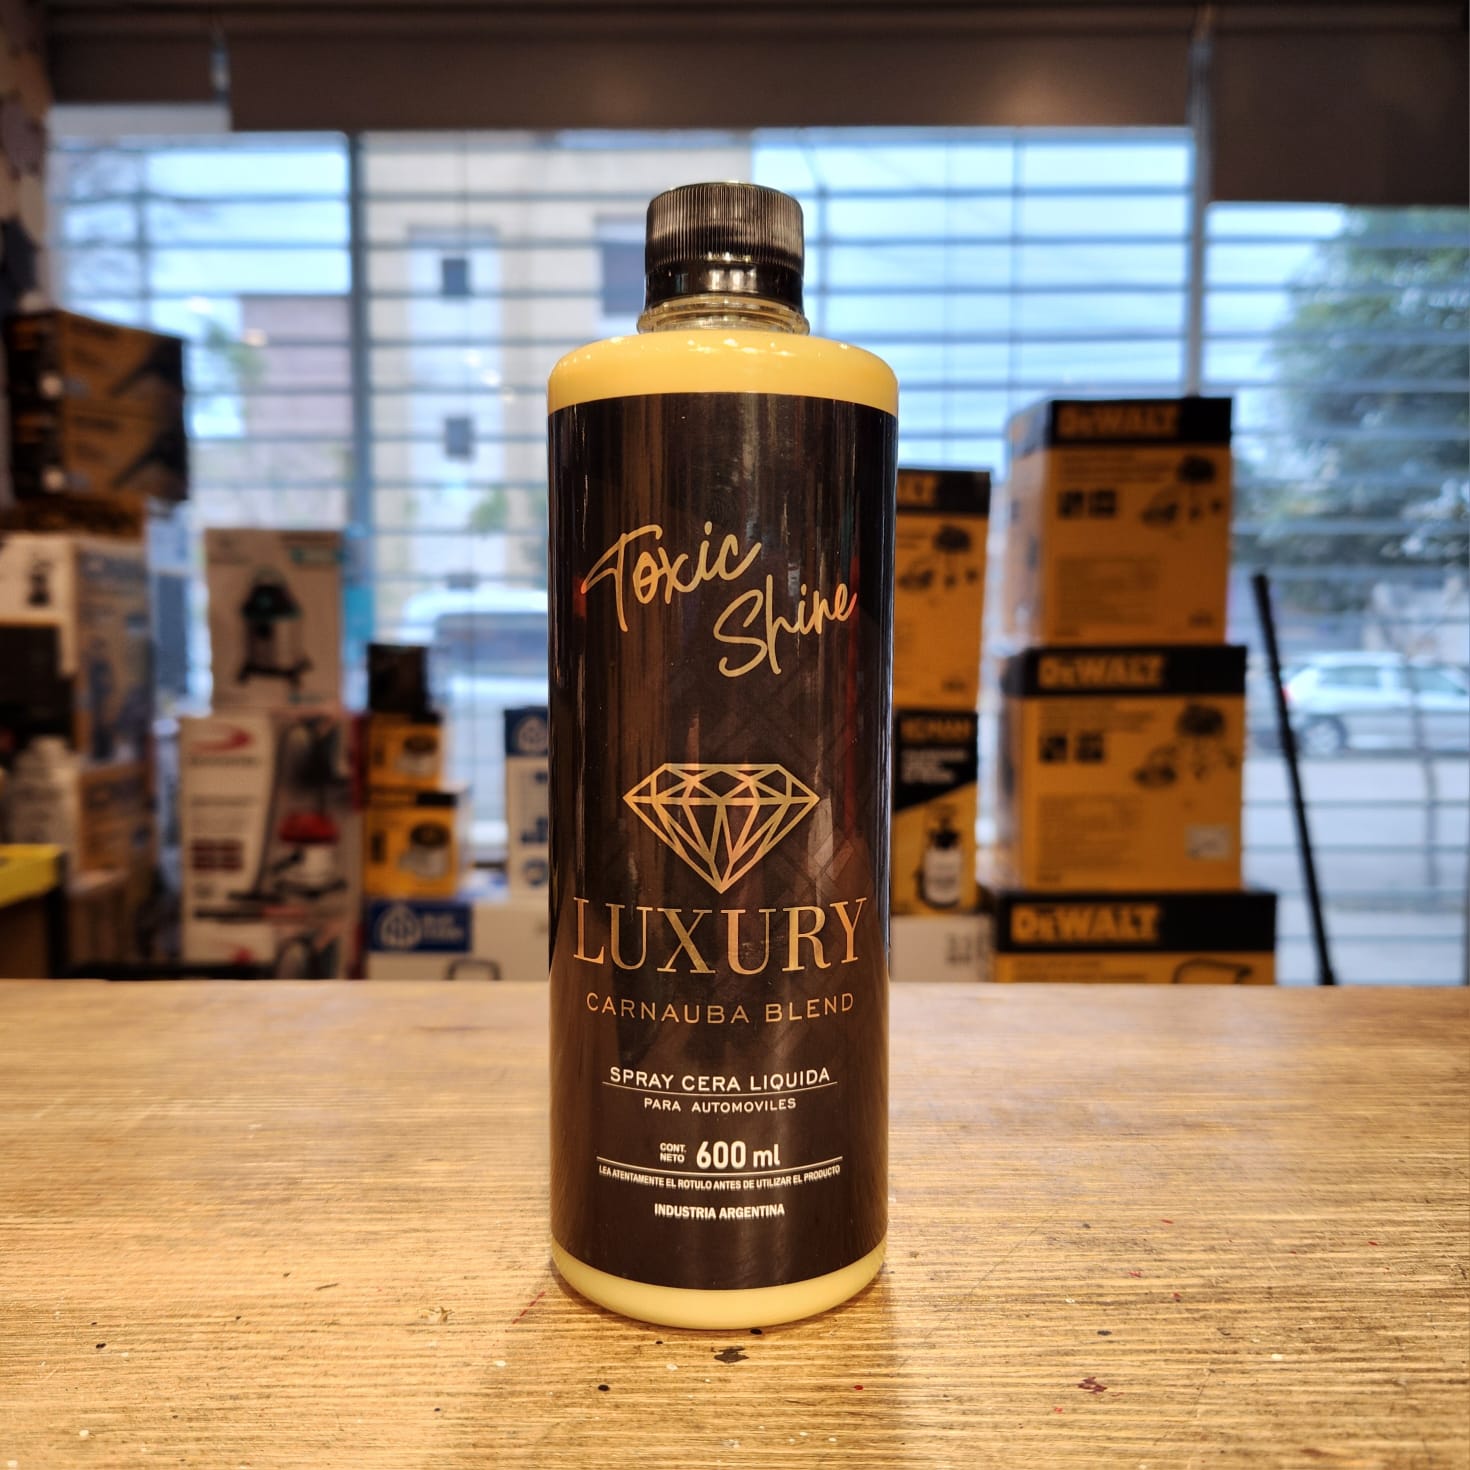 Toxic
Shine
LUXURY
CARNAUBA BLEND
SPRAY CERA LIQUIDA
PARA AUTOMOVILES
CONT.
NETO 600 ml
LEA ATENTAMENTE EL ROTULO ANTES DE UTILIZAR EL PRODUCTO
INDUSTRIA ARGENTINA
DEWALT
DEWALT
DEWALT